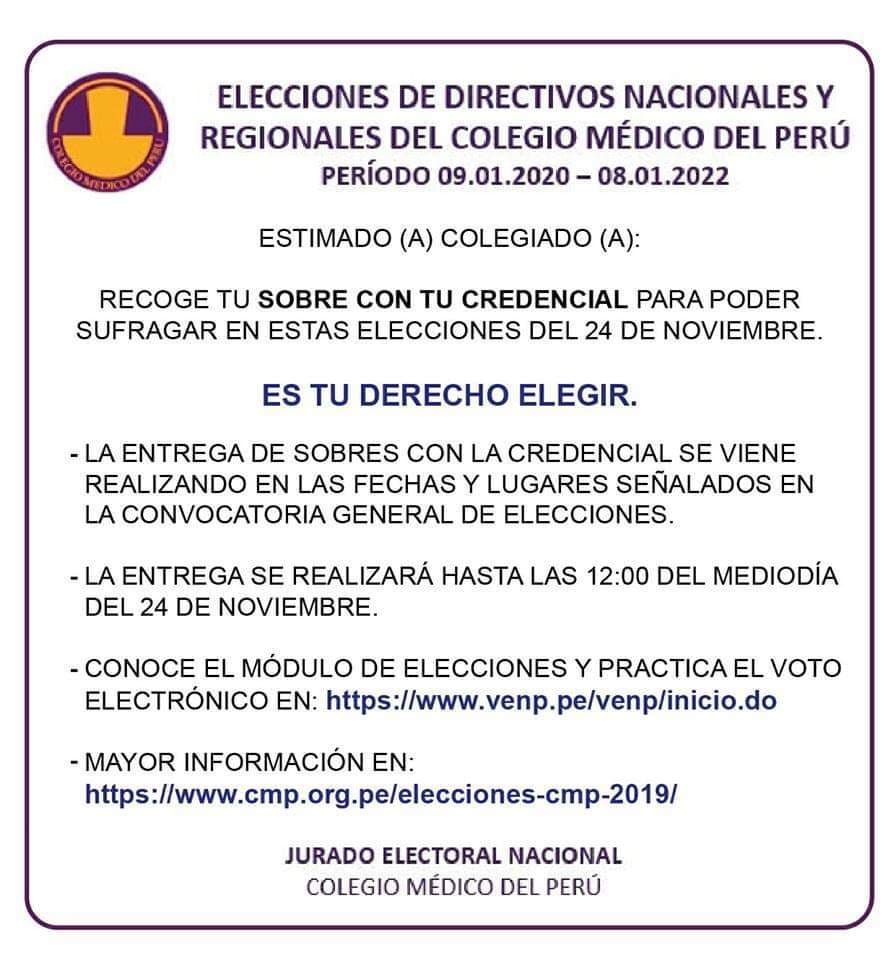 COLEGIO MEDICO DEL PERU
ELECCIONES DE DIRECTIVOS NACIONALES Y
REGIONALES DEL COLEGIO MÉDICO DEL PERÚ
PERÍODO 09.01.2020 – 08.01.2022
ESTIMADO (A) COLEGIADO (A):
RECOGE TU SOBRE CON TU CREDENCIAL PARA PODER
SUFRAGAR EN ESTAS ELECCIONES DEL 24 DE NOVIEMBRE.
ES TU DERECHO ELEGIR.
- LA ENTREGA DE SOBRES CON LA CREDENCIAL SE VIENE
REALIZANDO EN LAS FECHAS Y LUGARES SEÑALADOS EN
LA CONVOCATORIA GENERAL DE ELECCIONES.
- LA ENTREGA SE REALIZARÁ HASTA LAS 12:00 DEL MEDIODÍA
DEL 24 DE NOVIEMBRE.
- CONOCE EL MÓDULO DE ELECCIONES Y PRACTICA EL VOTO
ELECTRÓNICO EN: https://www.venp.pe/venp/inicio.do
- MAYOR INFORMACIÓN EN:
https://www.cmp.org.pe/elecciones-cmp-2019/
JURADO ELECTORAL NACIONAL
COLEGIO MÉDICO DEL PERÚ